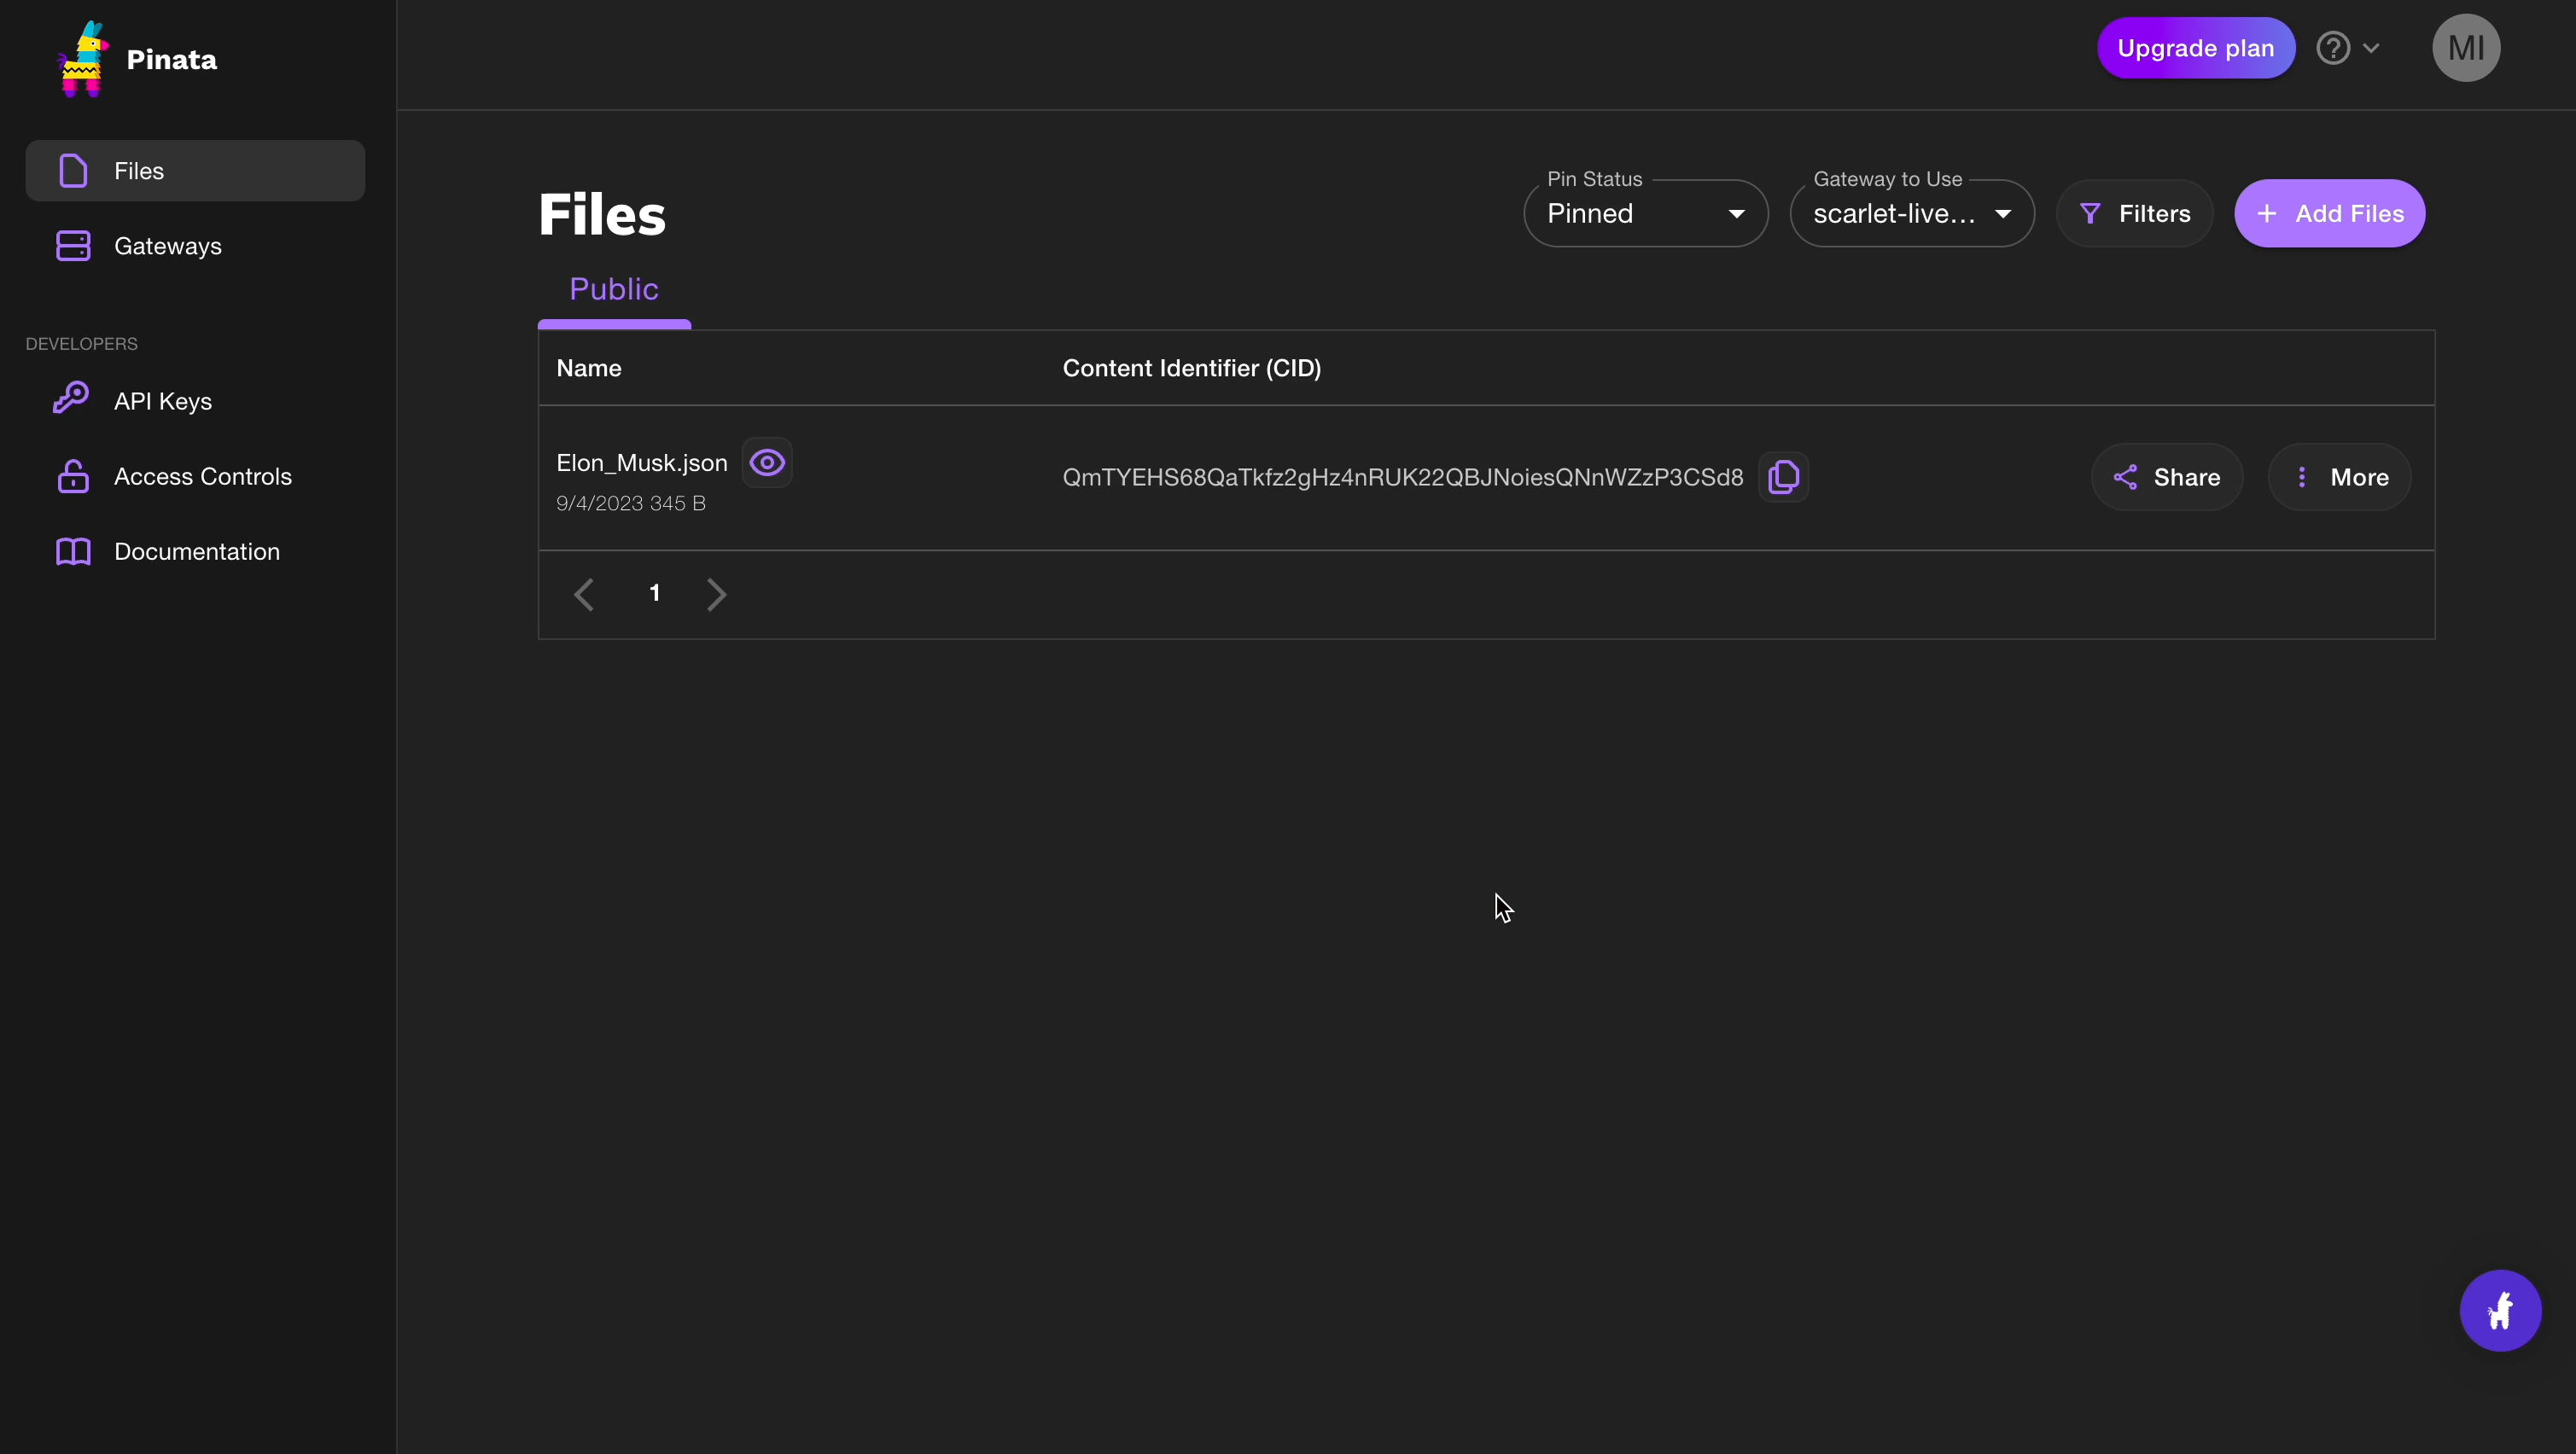 Pinata
Upgrade plan
MI
Files
Gateways
DEVELOPERS
API Keys
Access Controls
Documentation
Files
Pin Status
Pinned
Gateway to Use
scarlet-live...
Filters
+ Add Files
Public
Name
Content Identifier (CID)
Elon_Musk.json
9/4/2023 345 B
QmTYEHS68QaTkfz2gHz4nRUK22QBJNoiesQNnWZzP3CSd8
Share
More
1